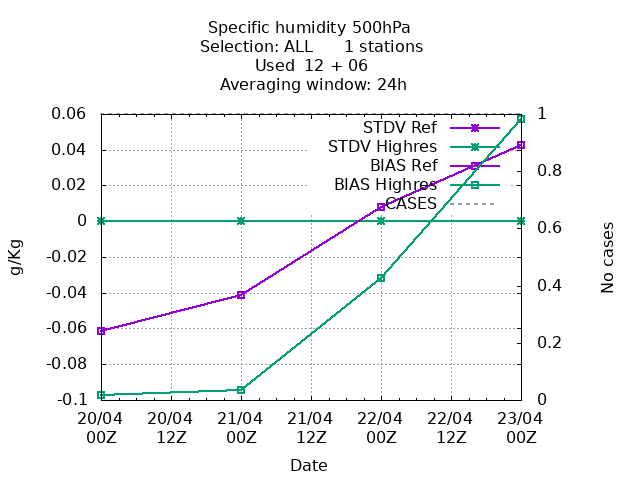 Specific humidity 500hPa
Selection: ALL      1 stations
Used  12 + 06
Averaging window: 24h
0.06
0.04
0.02
0
-0.02
-0.04
-0.06
-0.08
-0.1
g/Kg
STDV Ref
STDV Highres
BIAS Ref
BIAS Highres
CASES
1
0.8
0.6
0.4
0.2
0
No cases
20/04 20/04 21/04 21/04 22/04 22/04 23/04
00Z 12Z 00Z 12Z 00Z 12Z 00Z
Date